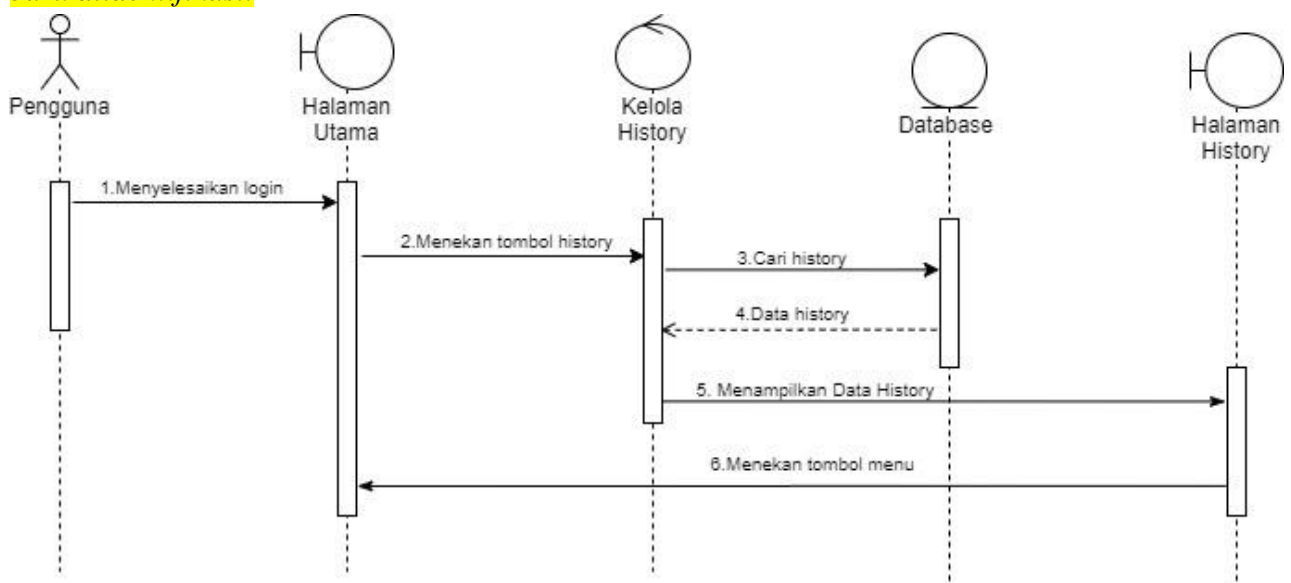 Pengguna
Halaman
Utama
Kelola
History
Database
Halaman
History
1.Menyelesaikan login
2.Menekan tombol history
3.Cari history
4.Data history
5. Menampilkan Data History
6.Menekan tombol menu